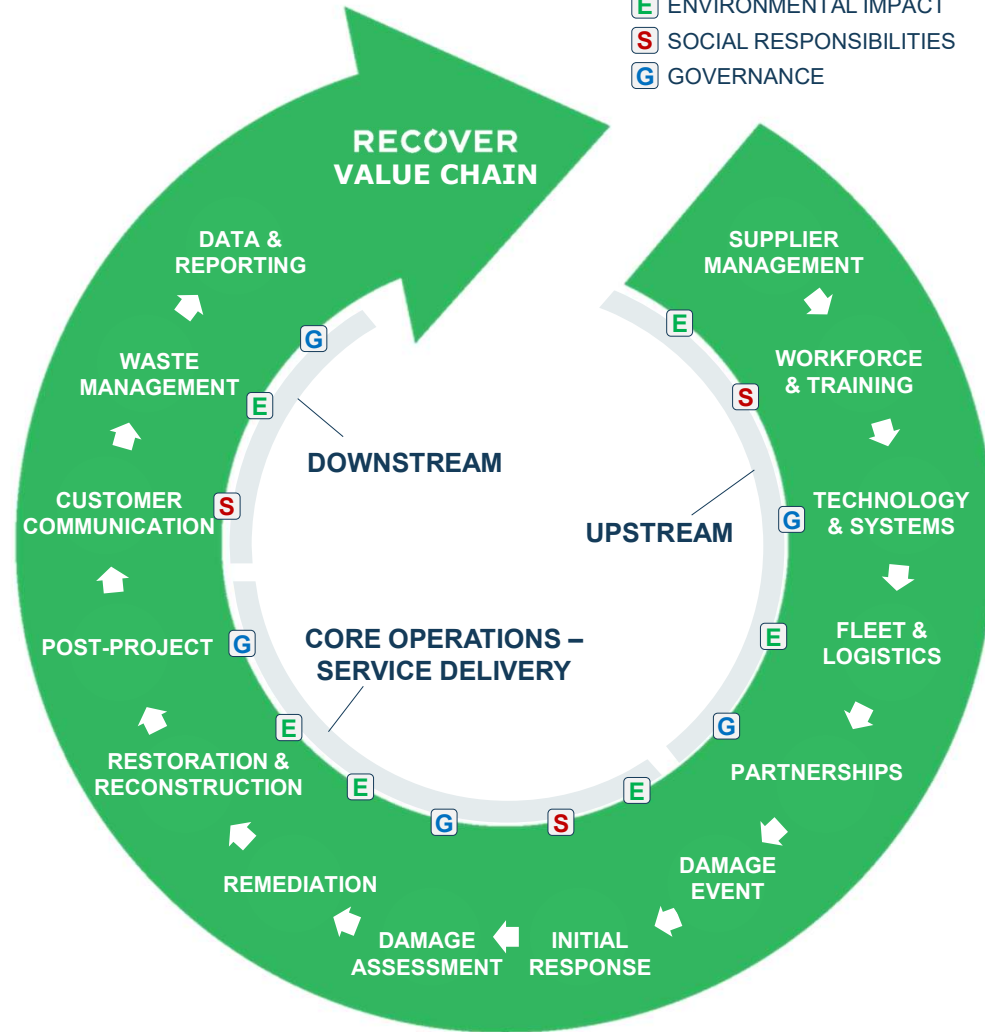 E ENVIRONMENTAL IMPACT
S SOCIAL RESPONSIBILITIES
G GOVERNANCE
RECOVER
VALUE CHAIN
SUPPLIER
MANAGEMENT
E
WORKFORCE
& TRAINING
S
TECHNOLOGY
& SYSTEMS
G
FLEET &
LOGISTICS
E
PARTNERSHIPS
G
DAMAGE
EVENT
E
INITIAL
RESPONSE
S
DAMAGE
ASSESSMENT
G
REMEDIATION
E
RESTORATION &
RECONSTRUCTION
E
POST-PROJECT
G
CUSTOMER
COMMUNICATION
S
WASTE
MANAGEMENT
E
DATA &
REPORTING
G
DOWNSTREAM
UPSTREAM
CORE OPERATIONS –
SERVICE DELIVERY